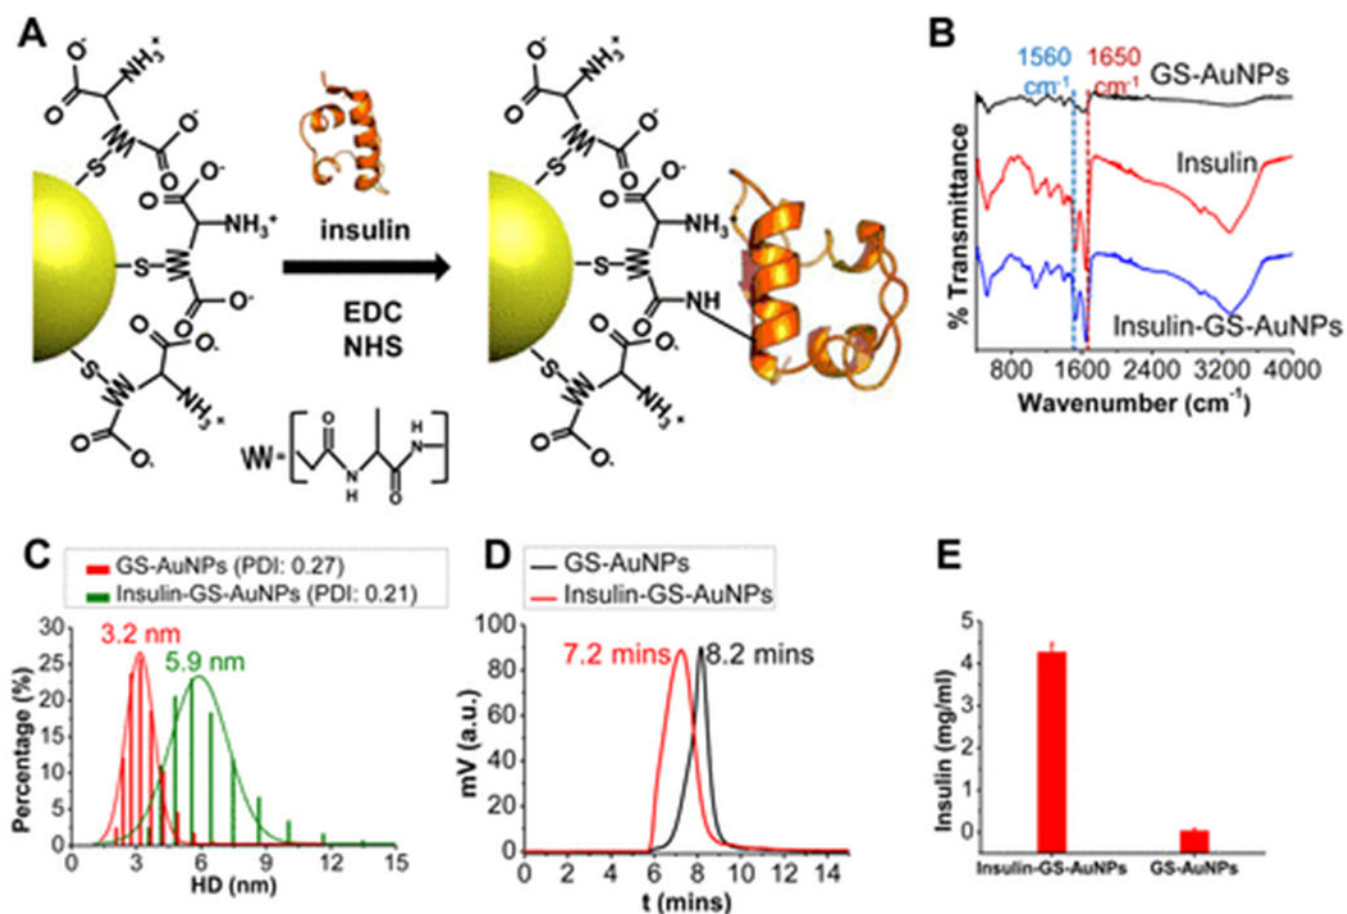 A
O-
NH3+
O
O-
O
S
O-
O
NH3+
S
O
O-
O
O-
S
NH3+
O
O-
insulin
EDC
NHS
O
N
H
O
H
N
O-
NH3+
O
O-
O
S
O-
O
NH3+
S
O
NH
O
O-
S
NH3+
O
O-
B
1560 cm-1
1650 cm-1
GS-AuNPs
Insulin
Insulin-GS-AuNPs
% Transmittance
800 1600 2400 3200 4000
Wavenumber (cm-1)
C
GS-AuNPs (PDI: 0.27)
Insulin-GS-AuNPs (PDI: 0.21)
3.2 nm
5.9 nm
Percentage (%)
30
25
20
15
10
5
0
0 3 6 9 12 15
HD (nm)
D
GS-AuNPs
Insulin-GS-AuNPs
7.2 mins
8.2 mins
mV (a.u.)
100
80
60
40
20
0
0 2 4 6 8 10 12 14
t (mins)
E
Insulin (mg/ml)
5
4
3
2
1
0
Insulin-GS-AuNPs GS-AuNPs